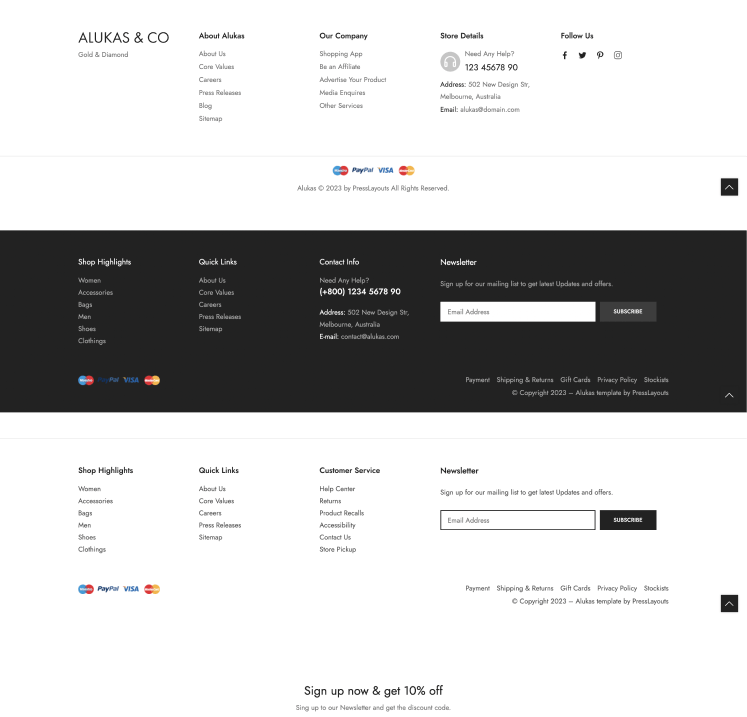 ALUKAS & CO
Gold & Diamond
About Alukas
About Us
Core Values
Careers
Press Releases
Blog
Sitemap
Our Company
Shopping App
Be an Affiliate
Advertise Your Product
Media Enquires
Other Services
Store Details
Need Any Help?
123 45678 90
Address: 502 New Design Str,
Melbourne, Australia
Email: alukas@domain.com
Follow Us
PayPal VISA
Alukas © 2023 by PressLayouts All Rights Reserved.
Shop Highlights
Women
Accessories
Bags
Men
Shoes
Clothings
Quick Links
About Us
Core Values
Careers
Press Releases
Sitemap
Contact Info
Need Any Help?
(+800) 1234 5678 90
Address: 502 New Design Str,
Melbourne, Australia
E-mail: contact@alukas.com
Newsletter
Sign up for our mailing list to get latest Updates and offers.
Email Address SUBSCRIBE
PayPal VISA
Payment Shipping & Returns Gift Cards Privacy Policy Stockists
© Copyright 2023 – Alukas template by PressLayouts
Shop Highlights
Women
Accessories
Bags
Men
Shoes
Clothings
Quick Links
About Us
Core Values
Careers
Press Releases
Sitemap
Customer Service
Help Center
Returns
Product Recalls
Accessibility
Contact Us
Store Pickup
Newsletter
Sign up for our mailing list to get latest Updates and offers.
Email Address SUBSCRIBE
PayPal VISA
Payment Shipping & Returns Gift Cards Privacy Policy Stockists
© Copyright 2023 – Alukas template by PressLayouts
Sign up now & get 10% off
Sing up to our Newsletter and get the discount code.